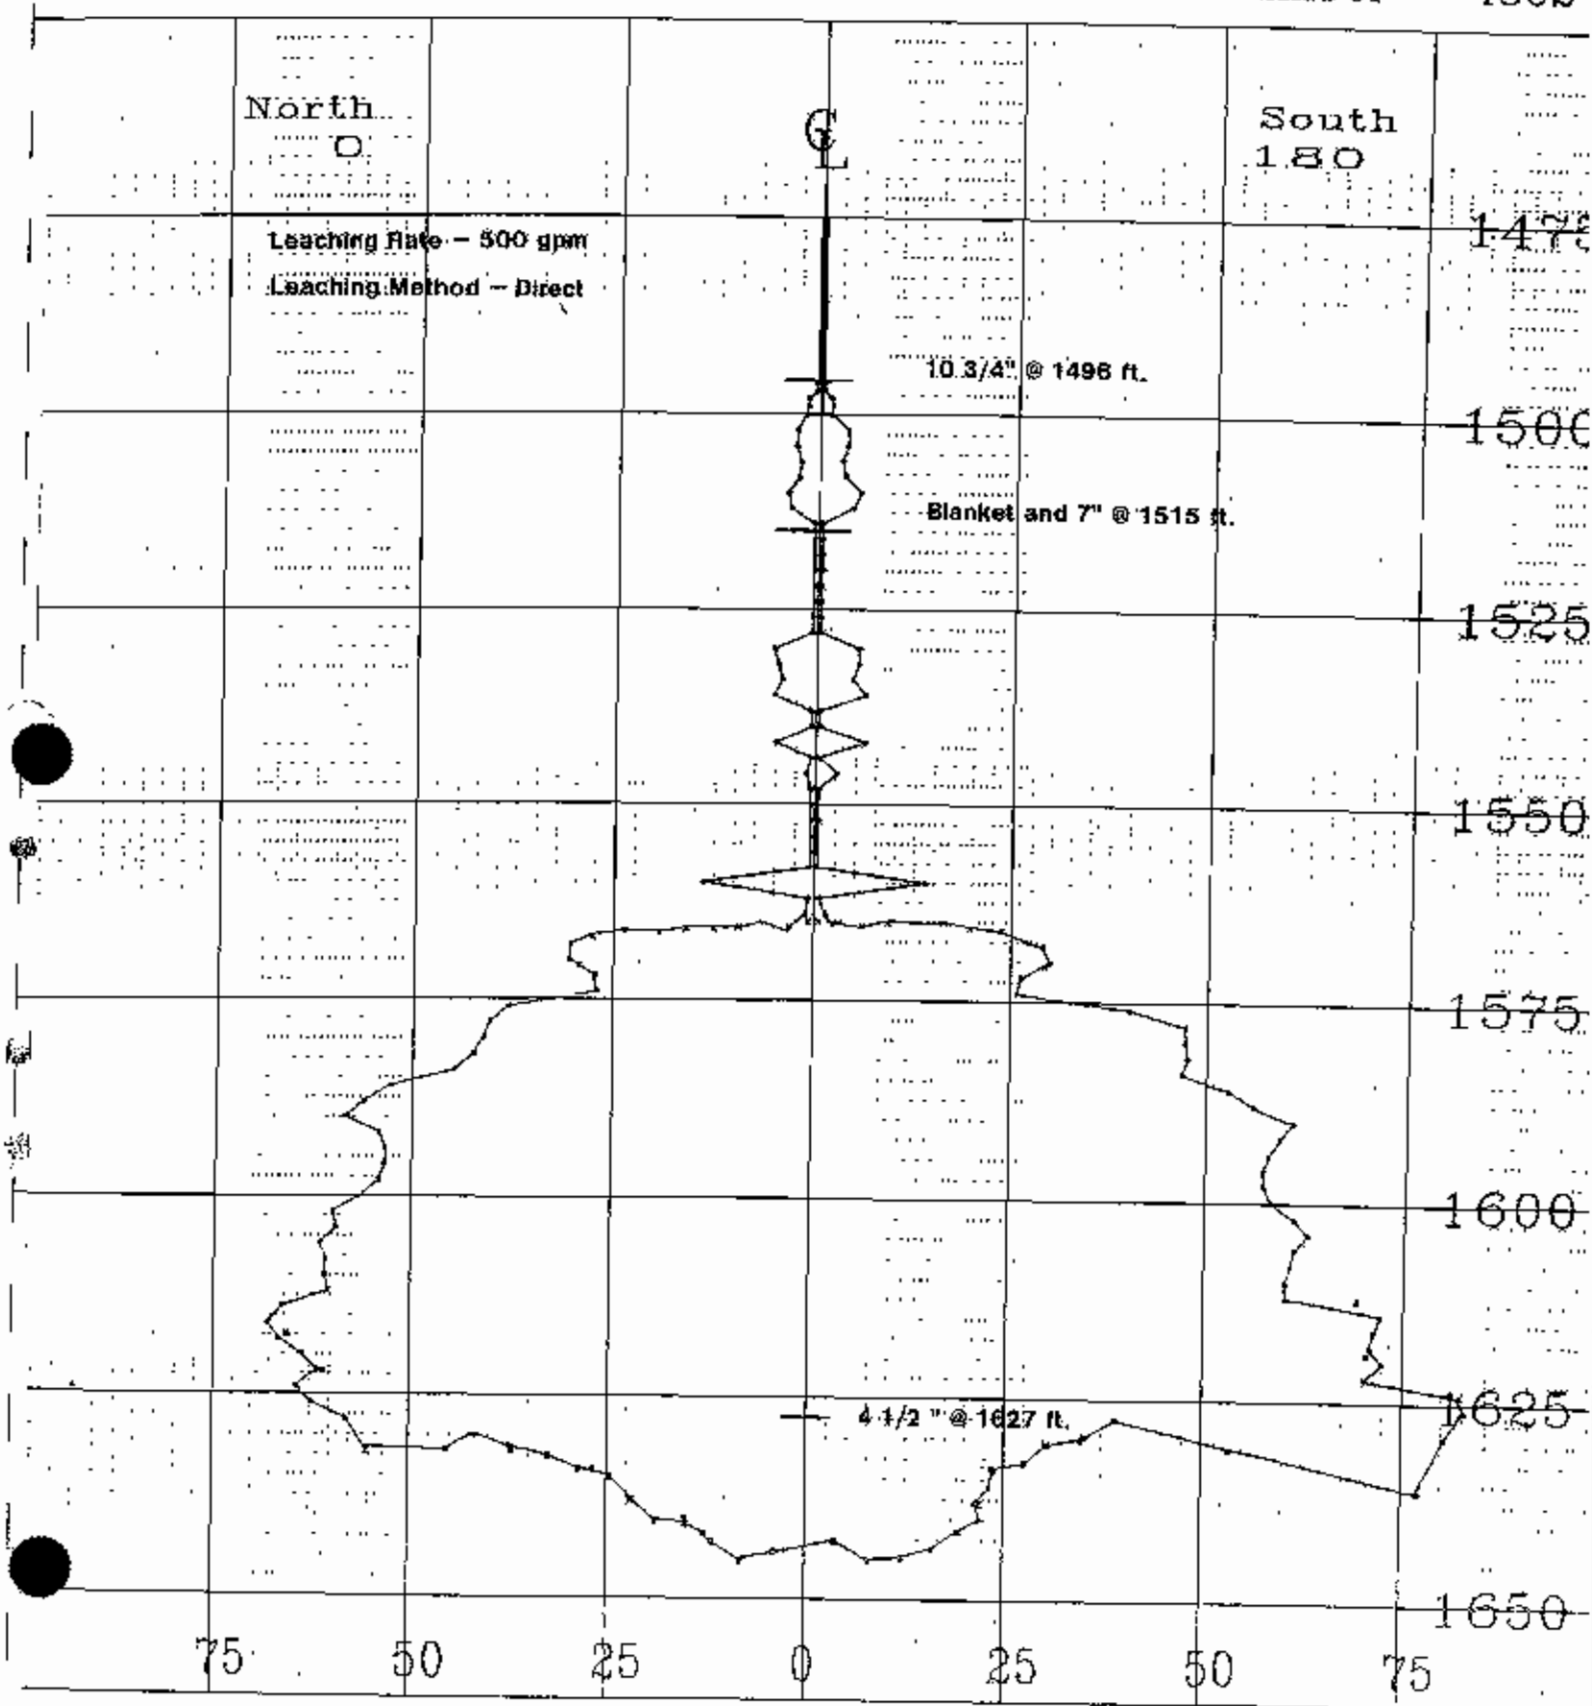 North
0
South
180
℄
Leaching Rate – 500 gpm
Leaching Method – Direct
1475
10 3/4" @ 1496 ft.
1500
Blanket and 7" @ 1515 ft.
1525
1550
1575
1600
1625
4 1/2 " @ 1627 ft.
1650
75 50 25 0 25 50 75